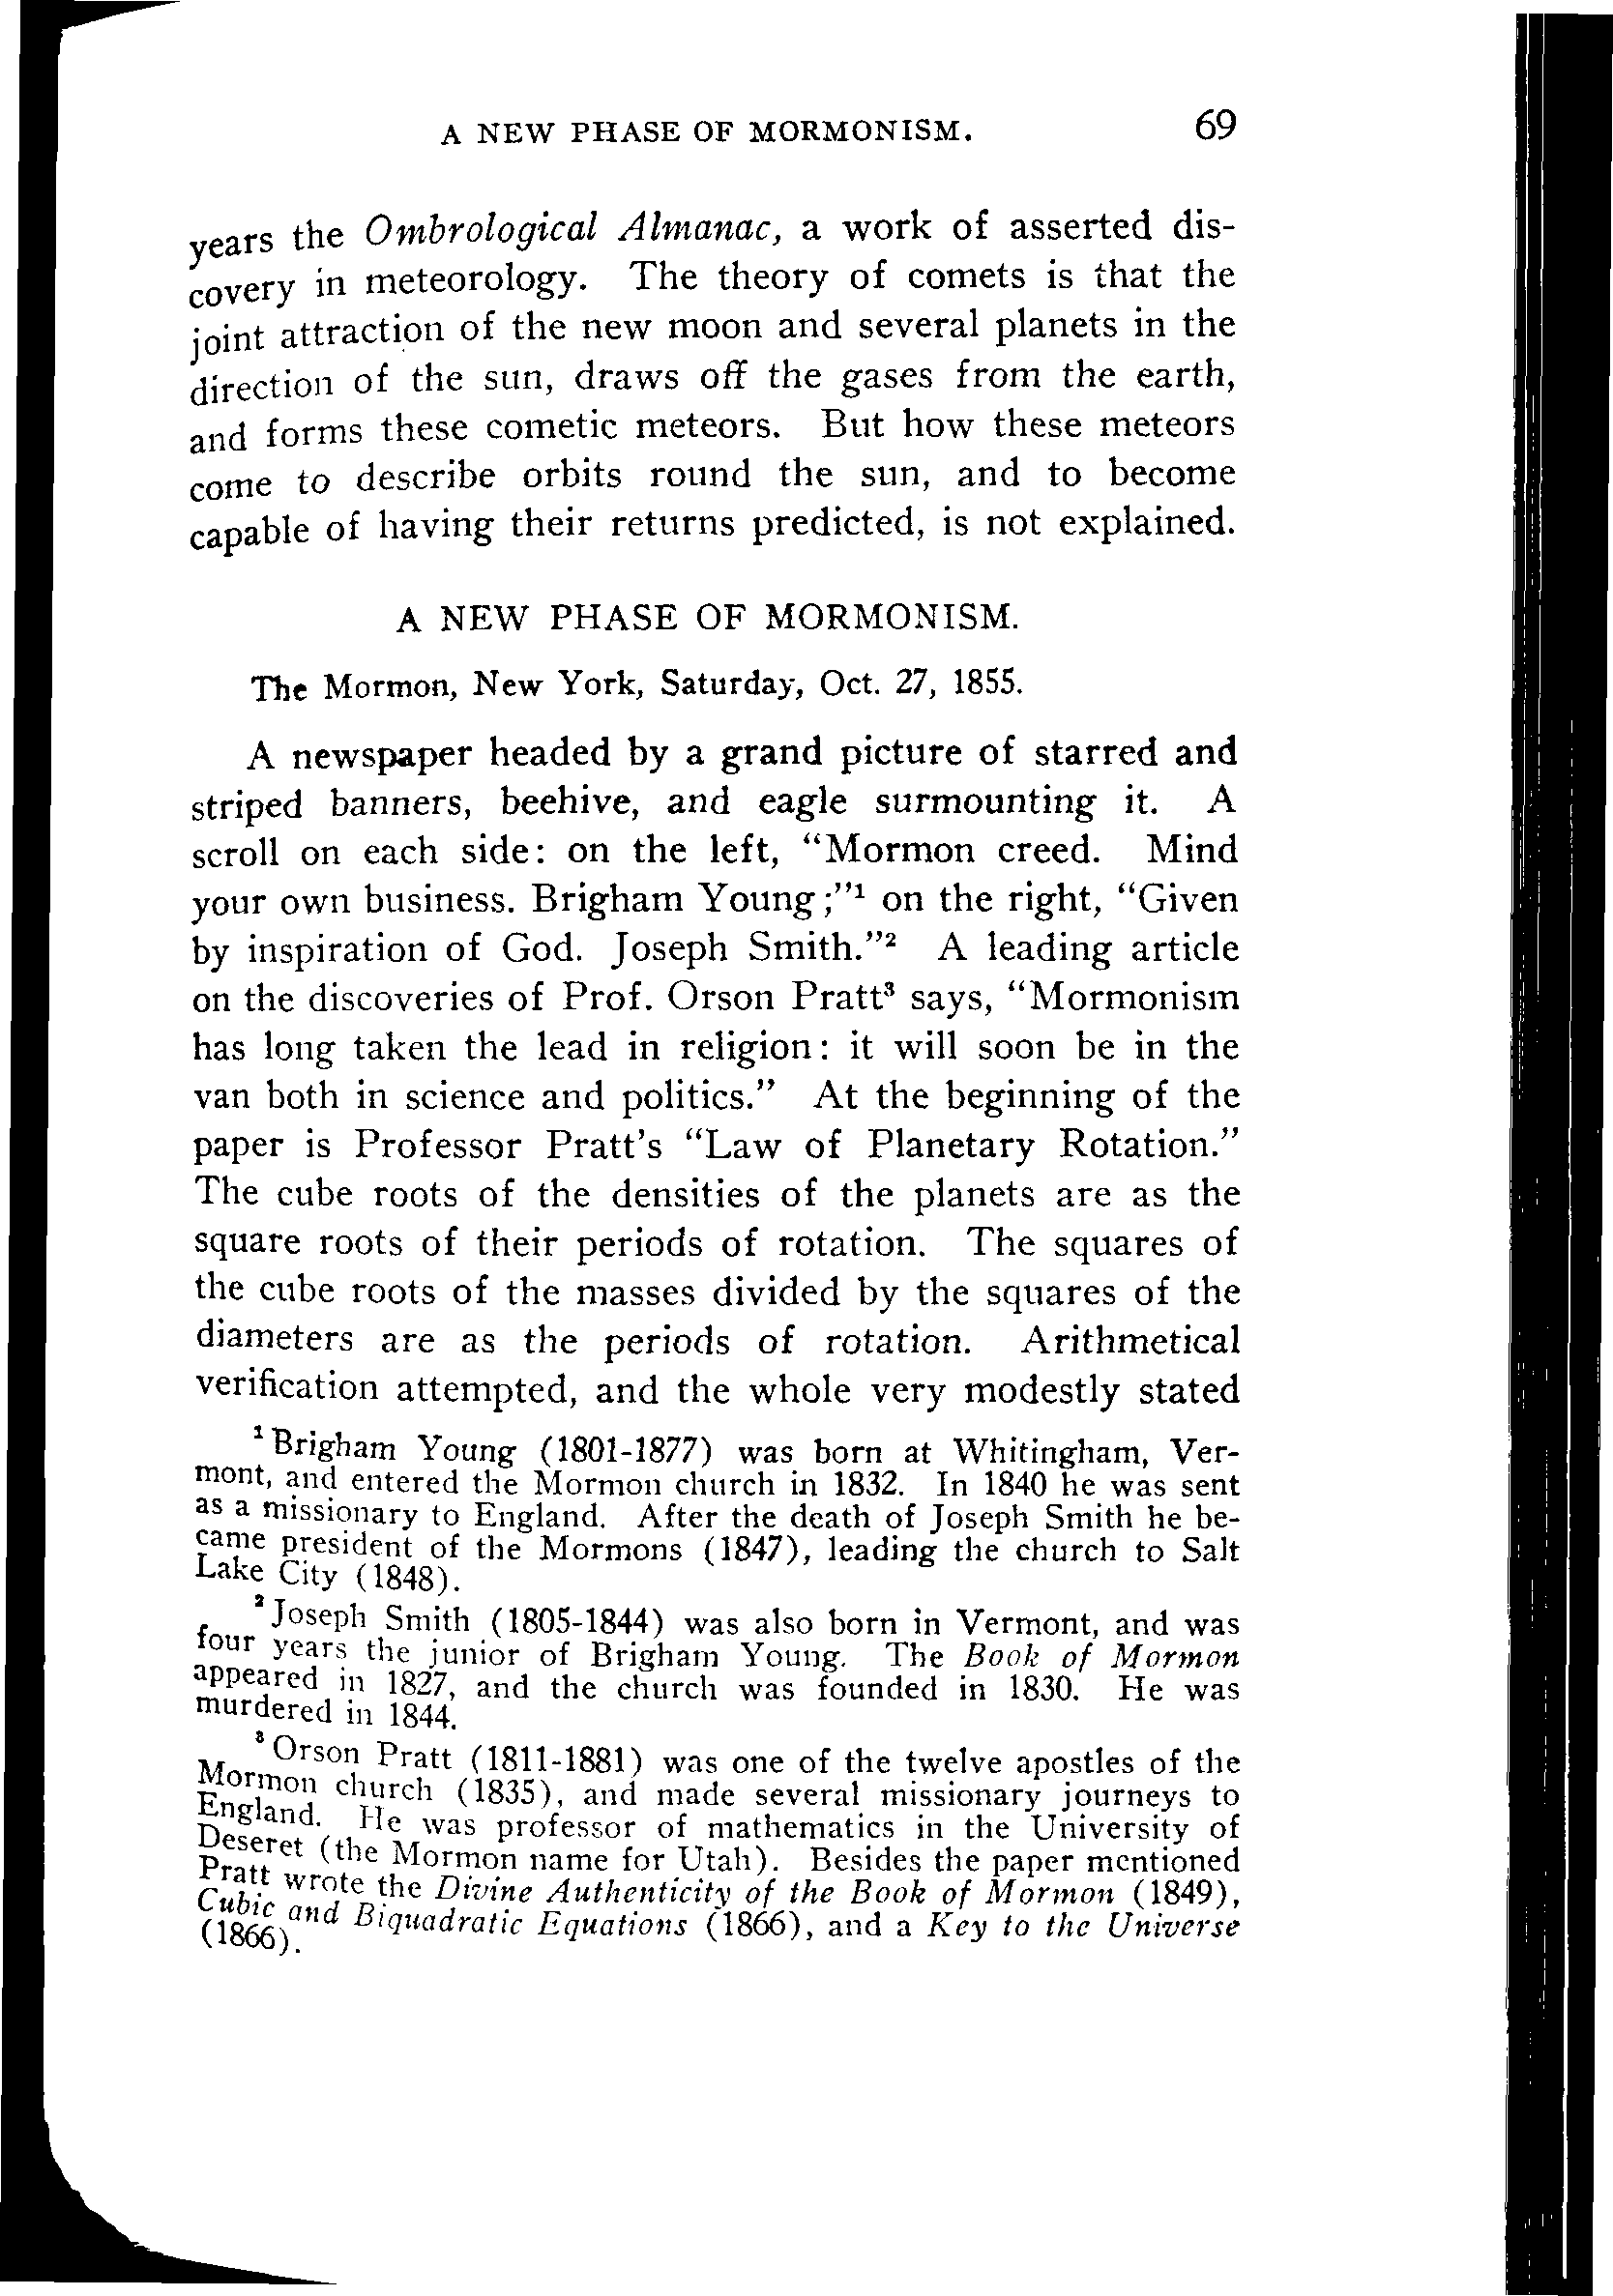 A NEW PHASE OF MORMONISM. 69
years the Ombrological Almanac, a work of asserted dis-
covery in meteorology. The theory of comets is that the
joint attraction of the new moon and several planets in the
direction of the sun, draws off the gases from the earth,
and forms these cometic meteors. But how these meteors
come to describe orbits round the sun, and to become
capable of having their returns predicted, is not explained.
A NEW PHASE OF MORMONISM.
The Mormon, New York, Saturday, Oct. 27, 1855.
A newspaper headed by a grand picture of starred and
striped banners, beehive, and eagle surmounting it. A
scroll on each side: on the left, “Mormon creed. Mind
your own business. Brigham Young;”¹ on the right, “Given
by inspiration of God. Joseph Smith.”² A leading article
on the discoveries of Prof. Orson Pratt³ says, “Mormonism
has long taken the lead in religion: it will soon be in the
van both in science and politics.” At the beginning of the
paper is Professor Pratt's “Law of Planetary Rotation.”
The cube roots of the densities of the planets are as the
square roots of their periods of rotation. The squares of
the cube roots of the masses divided by the squares of the
diameters are as the periods of rotation. Arithmetical
verification attempted, and the whole very modestly stated
¹ Brigham Young (1801-1877) was born at Whitingham, Ver-
mont, and entered the Mormon church in 1832. In 1840 he was sent
as a missionary to England. After the death of Joseph Smith he be-
came president of the Mormons (1847), leading the church to Salt
Lake City (1848).
² Joseph Smith (1805-1844) was also born in Vermont, and was
four years the junior of Brigham Young. The Book of Mormon
appeared in 1827, and the church was founded in 1830. He was
murdered in 1844.
³ Orson Pratt (1811-1881) was one of the twelve apostles of the
Mormon church (1835), and made several missionary journeys to
England. He was professor of mathematics in the University of
Deseret (the Mormon name for Utah). Besides the paper mentioned
Pratt wrote the Divine Authenticity of the Book of Mormon (1849),
Cubic and Biquadratic Equations (1866), and a Key to the Universe
(1866).